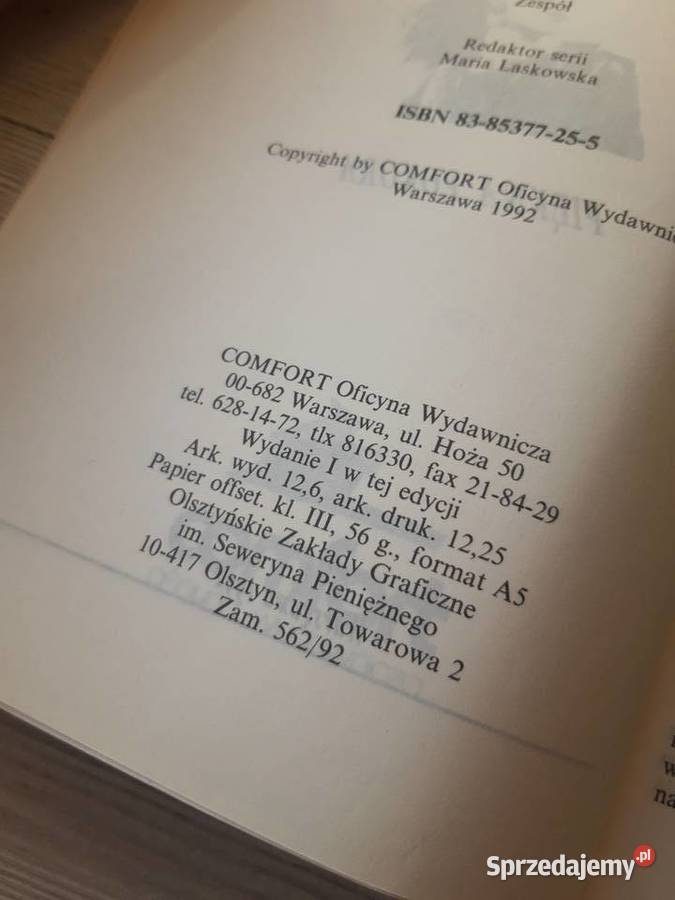 Zespół
Redaktor serii
Maria Laskowska
ISBN 83-85377-25-5
Copyright by COMFORT Oficyna Wydawnic
Warszawa 1992
COMFORT Oficyna Wydawnicza
00-682 Warszawa, ul. Hoża 50
tel. 628-14-72, tlx 816330, fax 21-84-29
Wydanie I w tej edycji
Ark. wyd. 12,6, ark. druk. 12,25
Papier offset. kl. III, 56 g., format A5
Olsztyńskie Zakłady Graficzne
im. Seweryna Pieniężnego
10-417 Olsztyn, ul. Towarowa 2
Zam. 562/92
w
na
Sprzedajemy.pl